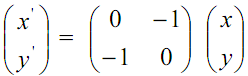 (x') = (0 -1) (x)
(y')   (-1 0) (y)